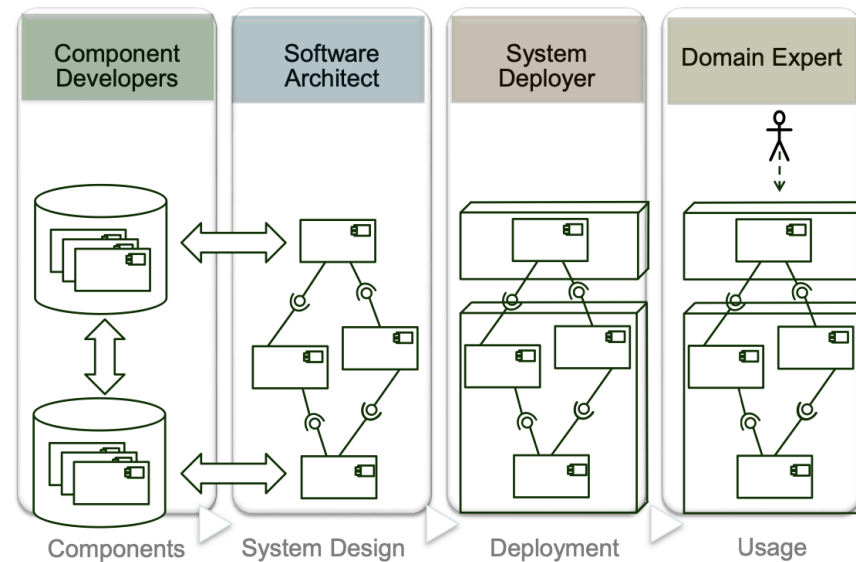 Component
Developers
Software
Architect
System
Deployer
Domain Expert
Components
System Design
Deployment
Usage